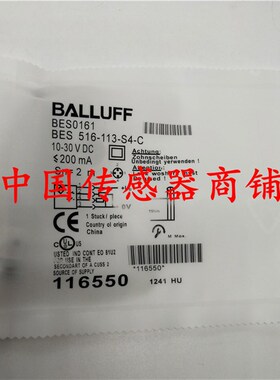 BALLUFF
BES0161
BES 516-113-S4-C
10-30 V DC
≤200 mA
Achtung:
Zahnscheiben
Unbedingt verwenden !
中国传感器商铺
1 Stück / piece
Country of origin
China
116550
*116550*
1241 HU